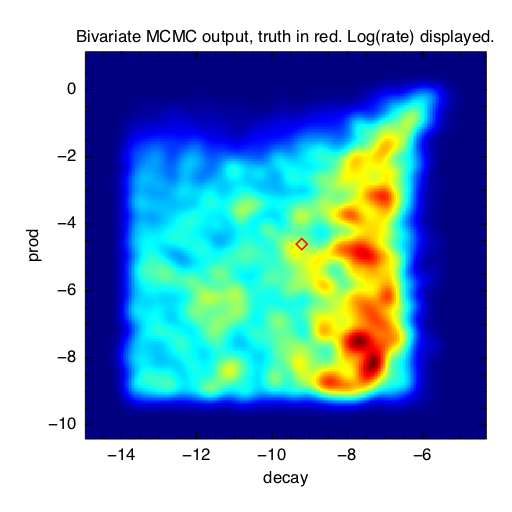 Bivariate MCMC output, truth in red. Log(rate) displayed.
0
−2
−4
−6
−8
−10
prod
−14 −12 −10 −8 −6
decay